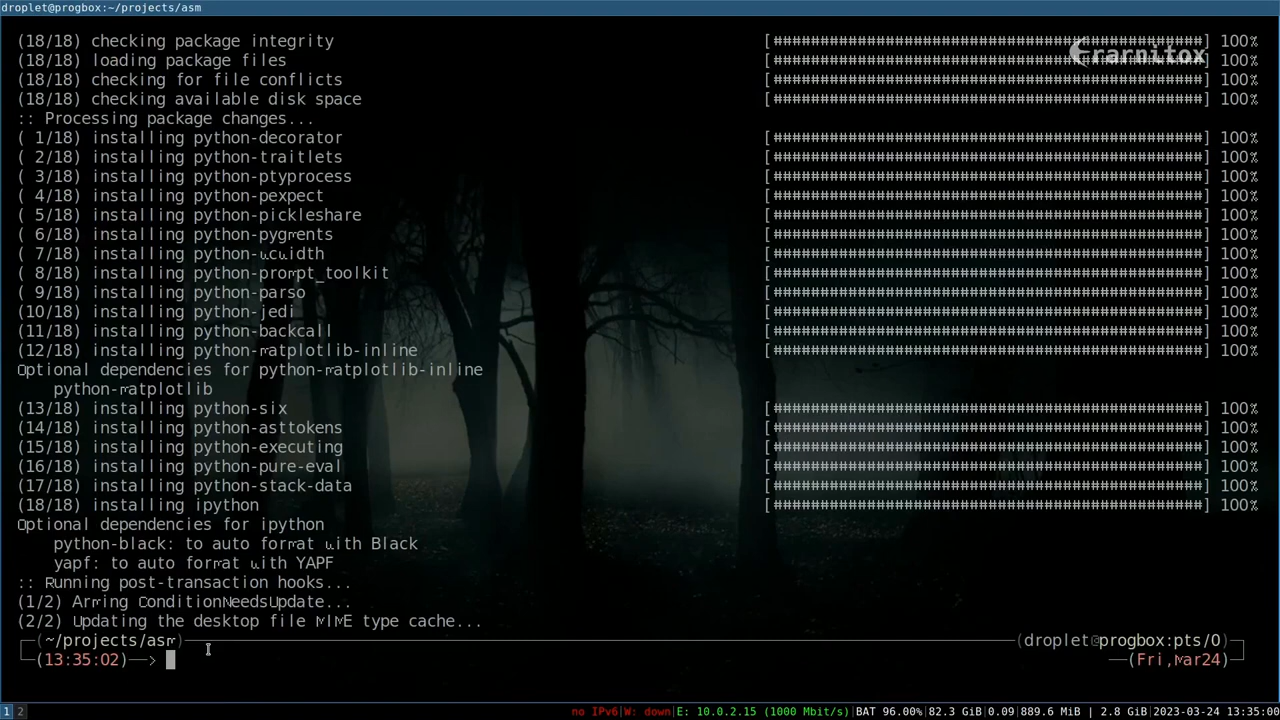 droplet@progbox:~/projects/asm
(18/18) checking package integrity [###############################################] 100%
(18/18) loading package files [###############################################] 100%
(18/18) checking for file conflicts [###############################################] 100%
(18/18) checking available disk space [###############################################] 100%
crarnitox
:: Processing package changes...
( 1/18) installing python-decorator [###############################################] 100%
( 2/18) installing python-traitlets [###############################################] 100%
( 3/18) installing python-ptyprocess [###############################################] 100%
( 4/18) installing python-pexpect [###############################################] 100%
( 5/18) installing python-pickleshare [###############################################] 100%
( 6/18) installing python-pygments [###############################################] 100%
( 7/18) installing python-wcwidth [###############################################] 100%
( 8/18) installing python-prompt_toolkit [###############################################] 100%
( 9/18) installing python-parso [###############################################] 100%
(10/18) installing python-jedi [###############################################] 100%
(11/18) installing python-backcall [###############################################] 100%
(12/18) installing python-matplotlib-inline [###############################################] 100%
Optional dependencies for python-matplotlib-inline
python-matplotlib
(13/18) installing python-six [###############################################] 100%
(14/18) installing python-asttokens [###############################################] 100%
(15/18) installing python-executing [###############################################] 100%
(16/18) installing python-pure-eval [###############################################] 100%
(17/18) installing python-stack-data [###############################################] 100%
(18/18) installing ipython [###############################################] 100%
Optional dependencies for ipython
python-black: to auto format with Black
yapf: to auto format with YAPF
:: Running post-transaction hooks...
(1/2) Arming ConditionNeedsUpdate...
(2/2) Updating the desktop file MIME type cache...
(~/projects/asm) (droplet@progbox:pts/0)
(13:35:02)──> (Fri,Mar24)
1 2 no IPv6|W: down|E: 10.0.2.15 (1000 Mbit/s)|BAT 96.00%|82.3 GiB|0.09|889.6 MiB | 2.8 GiB|2023-03-24 13:35:00